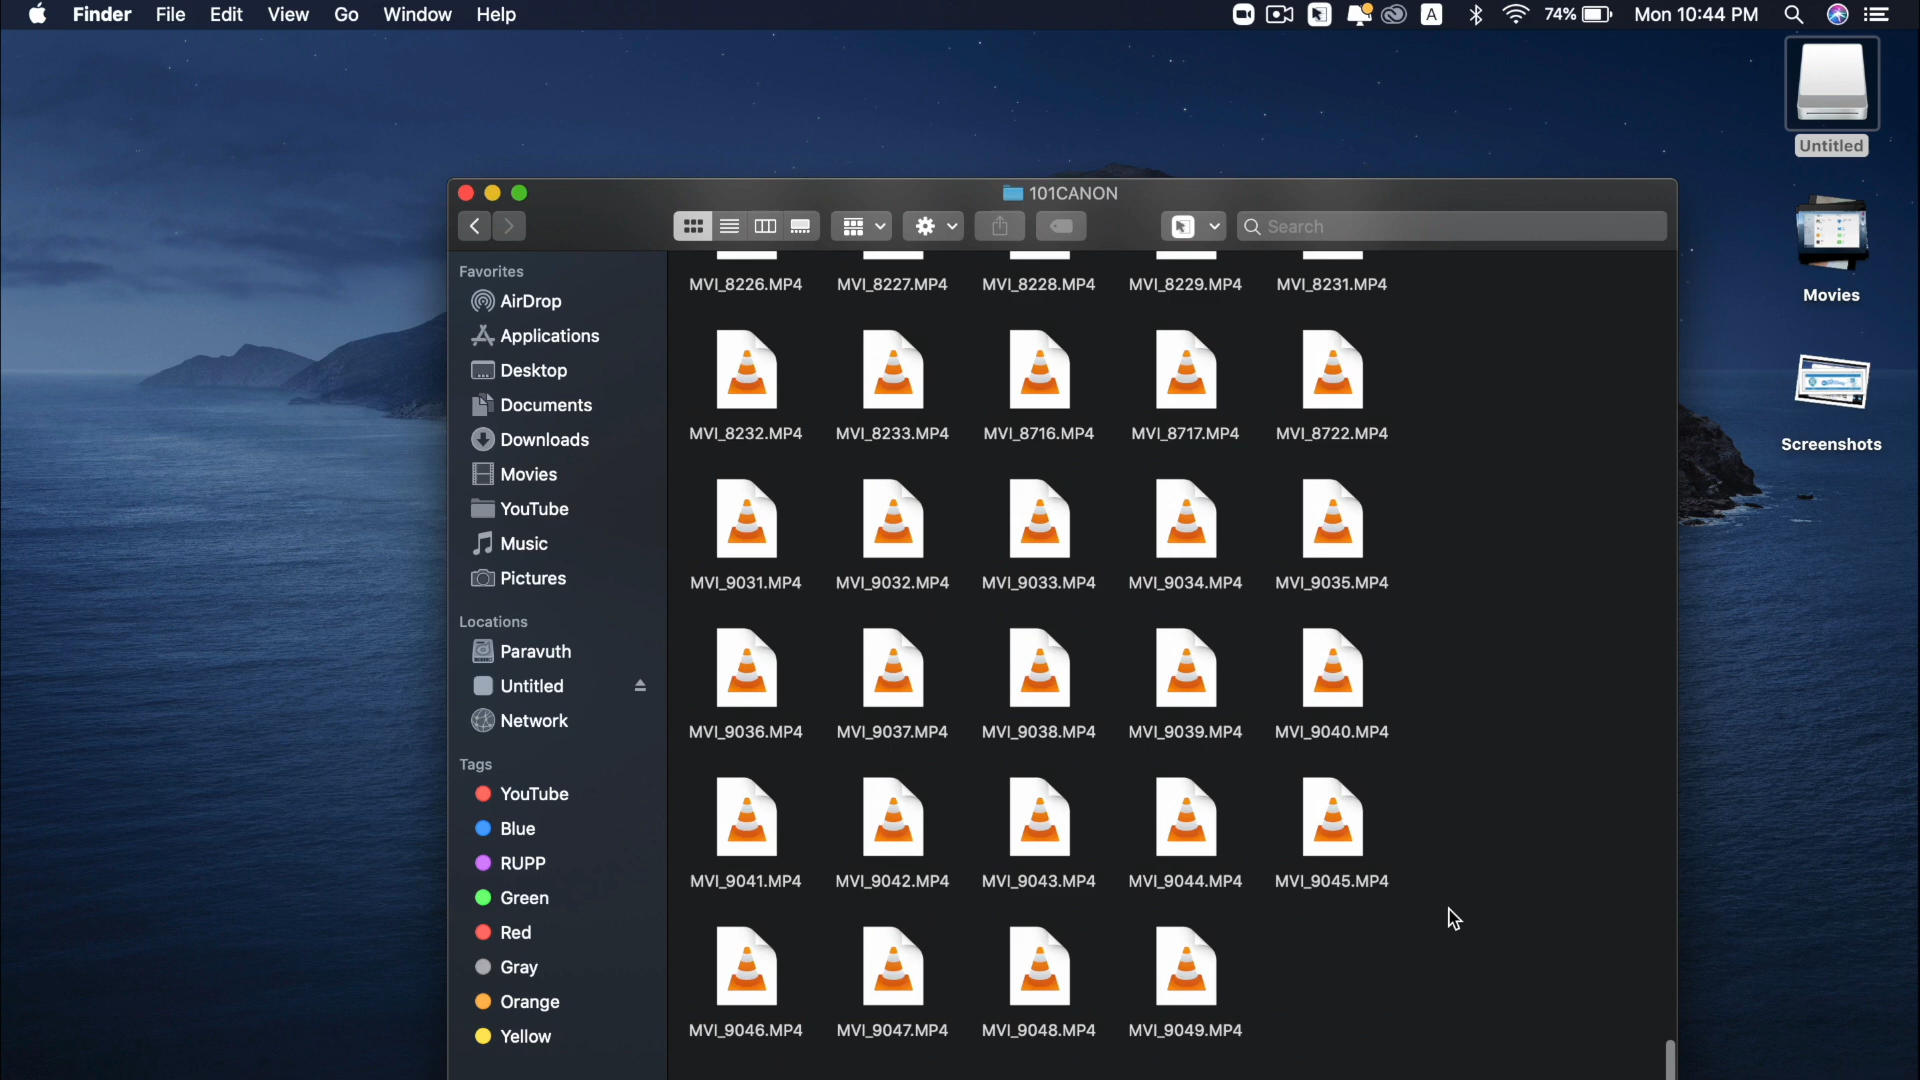 Finder File Edit View Go Window Help
A 74% Mon 10:44 PM
Untitled
Movies
Screenshots
101CANON
Search
Favorites
AirDrop
Applications
Desktop
Documents
Downloads
Movies
YouTube
Music
Pictures
Locations
Paravuth
Untitled
Network
Tags
YouTube
Blue
RUPP
Green
Red
Gray
Orange
Yellow
MVI_8226.MP4 MVI_8227.MP4 MVI_8228.MP4 MVI_8229.MP4 MVI_8231.MP4
MVI_8232.MP4 MVI_8233.MP4 MVI_8716.MP4 MVI_8717.MP4 MVI_8722.MP4
MVI_9031.MP4 MVI_9032.MP4 MVI_9033.MP4 MVI_9034.MP4 MVI_9035.MP4
MVI_9036.MP4 MVI_9037.MP4 MVI_9038.MP4 MVI_9039.MP4 MVI_9040.MP4
MVI_9041.MP4 MVI_9042.MP4 MVI_9043.MP4 MVI_9044.MP4 MVI_9045.MP4
MVI_9046.MP4 MVI_9047.MP4 MVI_9048.MP4 MVI_9049.MP4